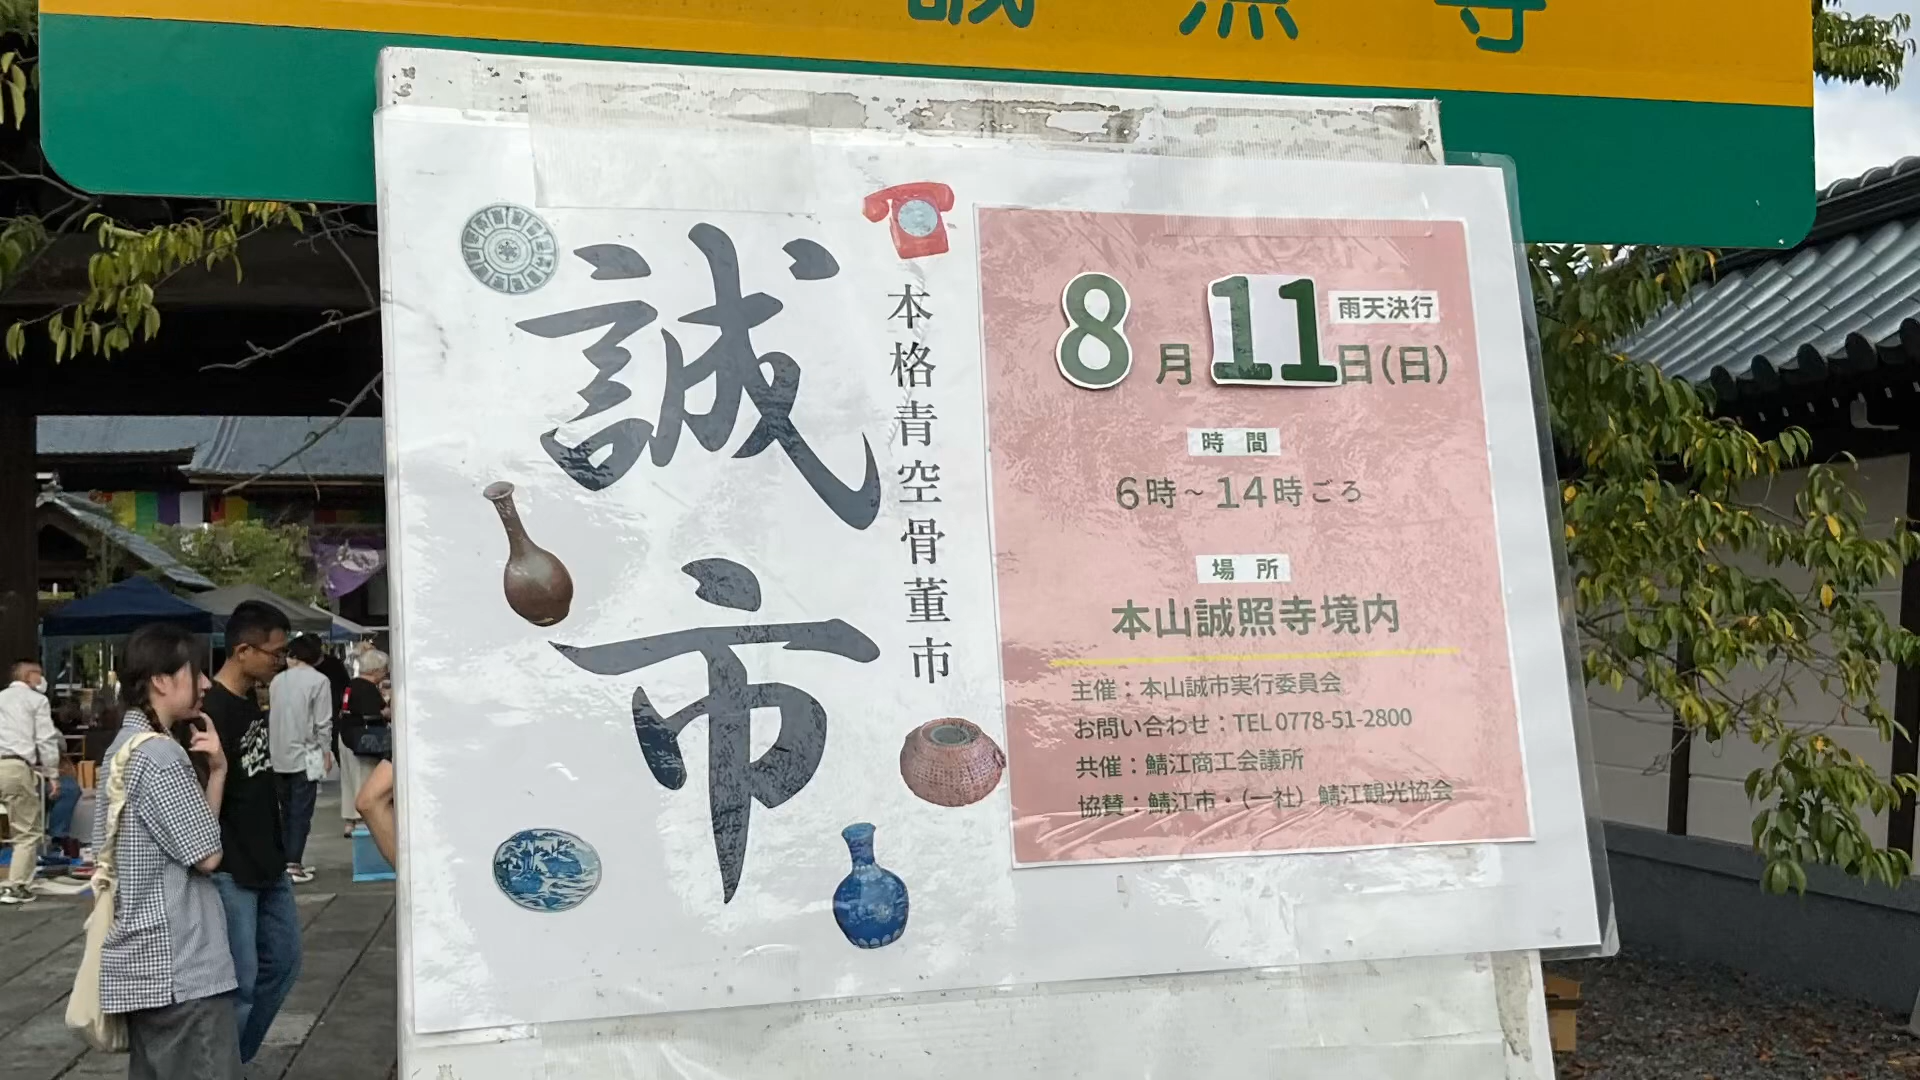 誠照寺
誠市
本格青空骨董市
8月11日(日)
雨天決行
時間
6時～14時ごろ
場所
本山誠照寺境内
主催：本山誠市実行委員会
お問い合わせ：TEL 0778-51-2800
共催：鯖江商工会議所
協賛：鯖江市・(一社) 鯖江観光協会